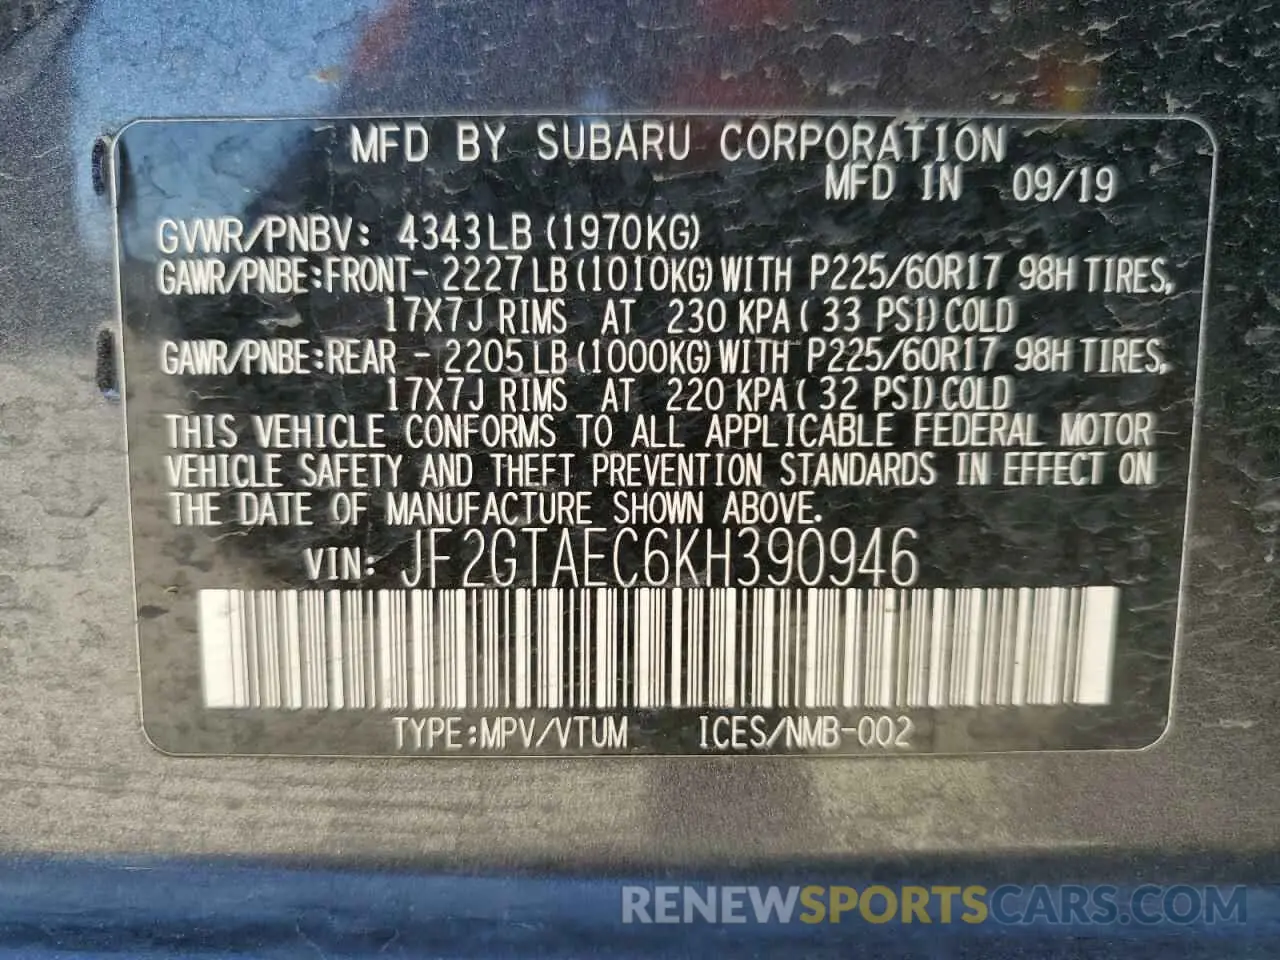 MFD BY SUBARU CORPORATION
MFD IN 09/19
GVWR/PNBV: 4343LB (1970KG)
GAWR/PNBE:FRONT- 2227LB (1010KG) WITH P225/60R17 98H TIRES,
17X7J RIMS AT 230 KPA( 33 PSI) COLD
GAWR/PNBE:REAR - 2205LB (1000KG) WITH P225/60R17 98H TIRES,
17X7J RIMS AT 220 KPA( 32 PSI) COLD
THIS VEHICLE CONFORMS TO ALL APPLICABLE FEDERAL MOTOR
VEHICLE SAFETY AND THEFT PREVENTION STANDARDS IN EFFECT ON
THE DATE OF MANUFACTURE SHOWN ABOVE.
VIN: JF2GTAEC6KH390946
TYPE:MPV/VTUM ICES/NMB-002
RENEWSPORTSCARS.COM